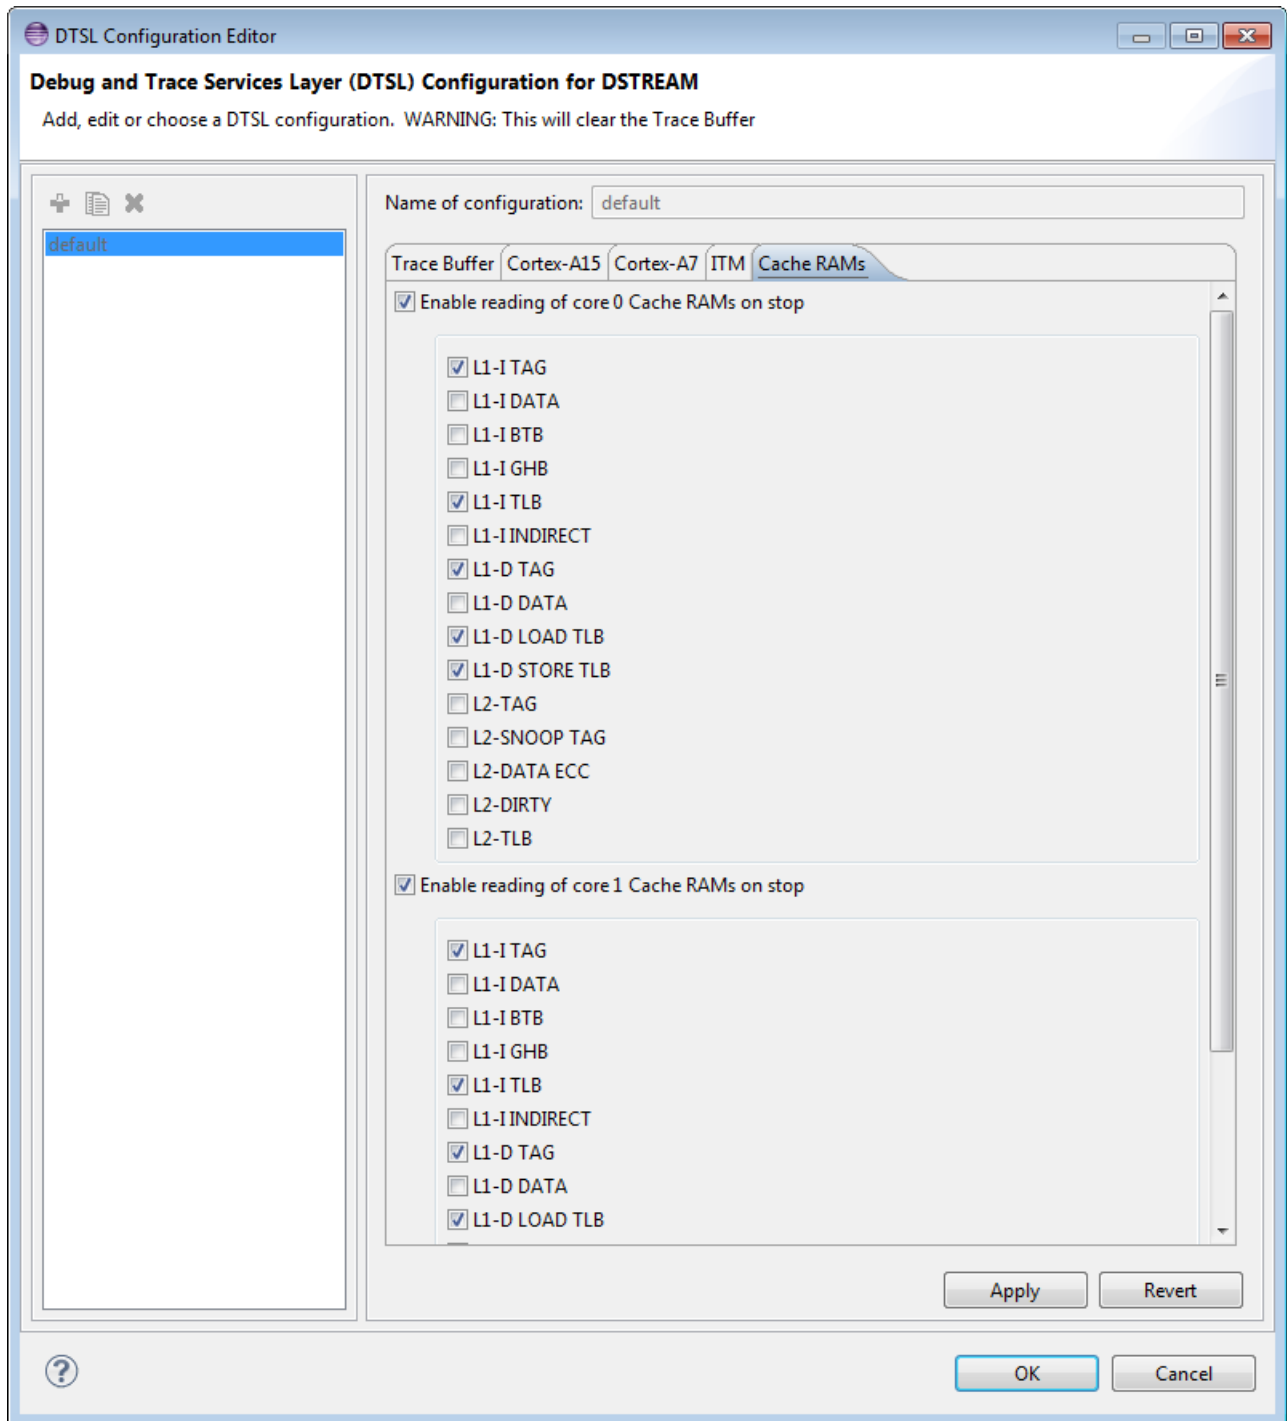 DTSL Configuration Editor
Debug and Trace Services Layer (DTSL) Configuration for DSTREAM
Add, edit or choose a DTSL configuration. WARNING: This will clear the Trace Buffer
default
Name of configuration: default
Trace Buffer Cortex-A15 Cortex-A7 ITM Cache RAMs
Enable reading of core 0 Cache RAMs on stop
L1-I TAG
L1-I DATA
L1-I BTB
L1-I GHB
L1-I TLB
L1-I INDIRECT
L1-D TAG
L1-D DATA
L1-D LOAD TLB
L1-D STORE TLB
L2-TAG
L2-SNOOP TAG
L2-DATA ECC
L2-DIRTY
L2-TLB
Enable reading of core 1 Cache RAMs on stop
L1-I TAG
L1-I DATA
L1-I BTB
L1-I GHB
L1-I TLB
L1-I INDIRECT
L1-D TAG
L1-D DATA
L1-D LOAD TLB
Apply Revert
? OK Cancel